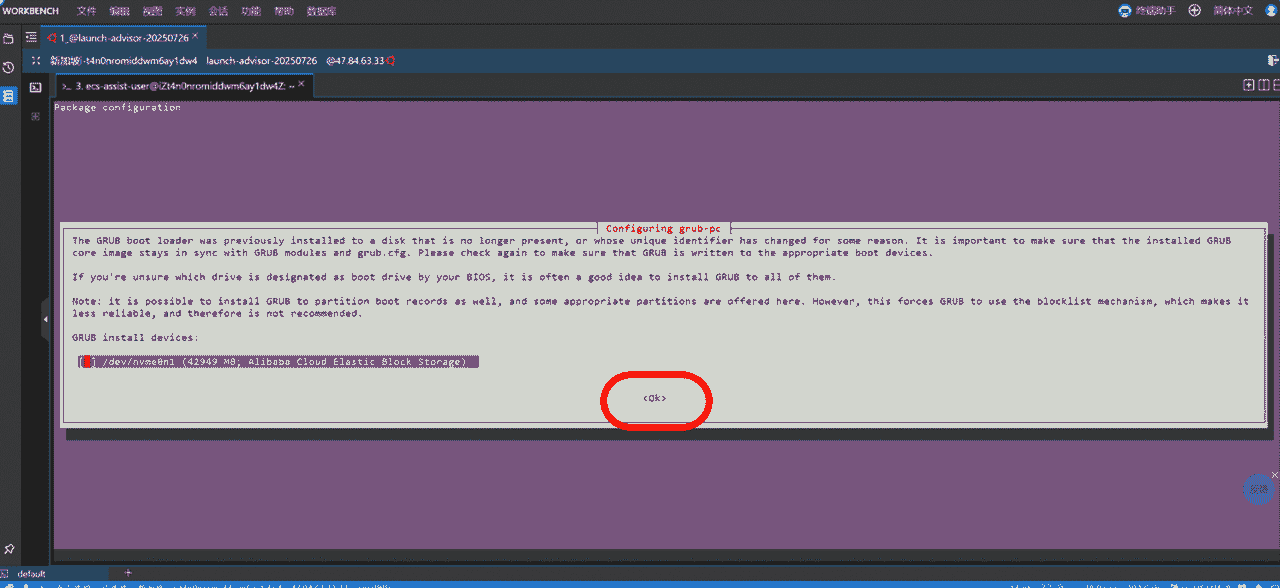 WORKBENCH 文件 编辑 视图 实例 会话 功能 帮助 数据库 终端助手 简体中文
1_@launch-advisor-20250726
新加坡-t4n0nromiddwm6ay1dw4 launch-advisor-20250726 @47.84.63.33
>_ 3. ecs-assist-user@iZt4n0nromiddwm6ay1dw4Z: ~
Package configuration
Configuring grub-pc
The GRUB boot loader was previously installed to a disk that is no longer present, or whose unique identifier has changed for some reason. It is important to make sure that the installed GRUB
core image stays in sync with GRUB modules and grub.cfg. Please check again to make sure that GRUB is written to the appropriate boot devices.
If you're unsure which drive is designated as boot drive by your BIOS, it is often a good idea to install GRUB to all of them.
Note: it is possible to install GRUB to partition boot records as well, and some appropriate partitions are offered here. However, this forces GRUB to use the blocklist mechanism, which makes it
less reliable, and therefore is not recommended.
GRUB install devices:
[ ] /dev/nvme0n1 (42949 MB; Alibaba Cloud Elastic Block Storage)
<Ok>
default